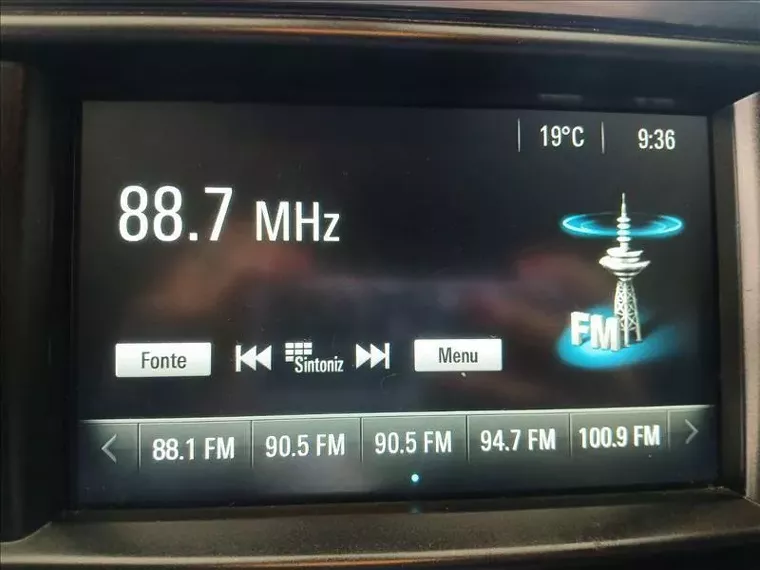 19°C 9:36
88.7 MHz
FM
Fonte Sintoniz Menu
88.1 FM 90.5 FM 90.5 FM 94.7 FM 100.9 FM